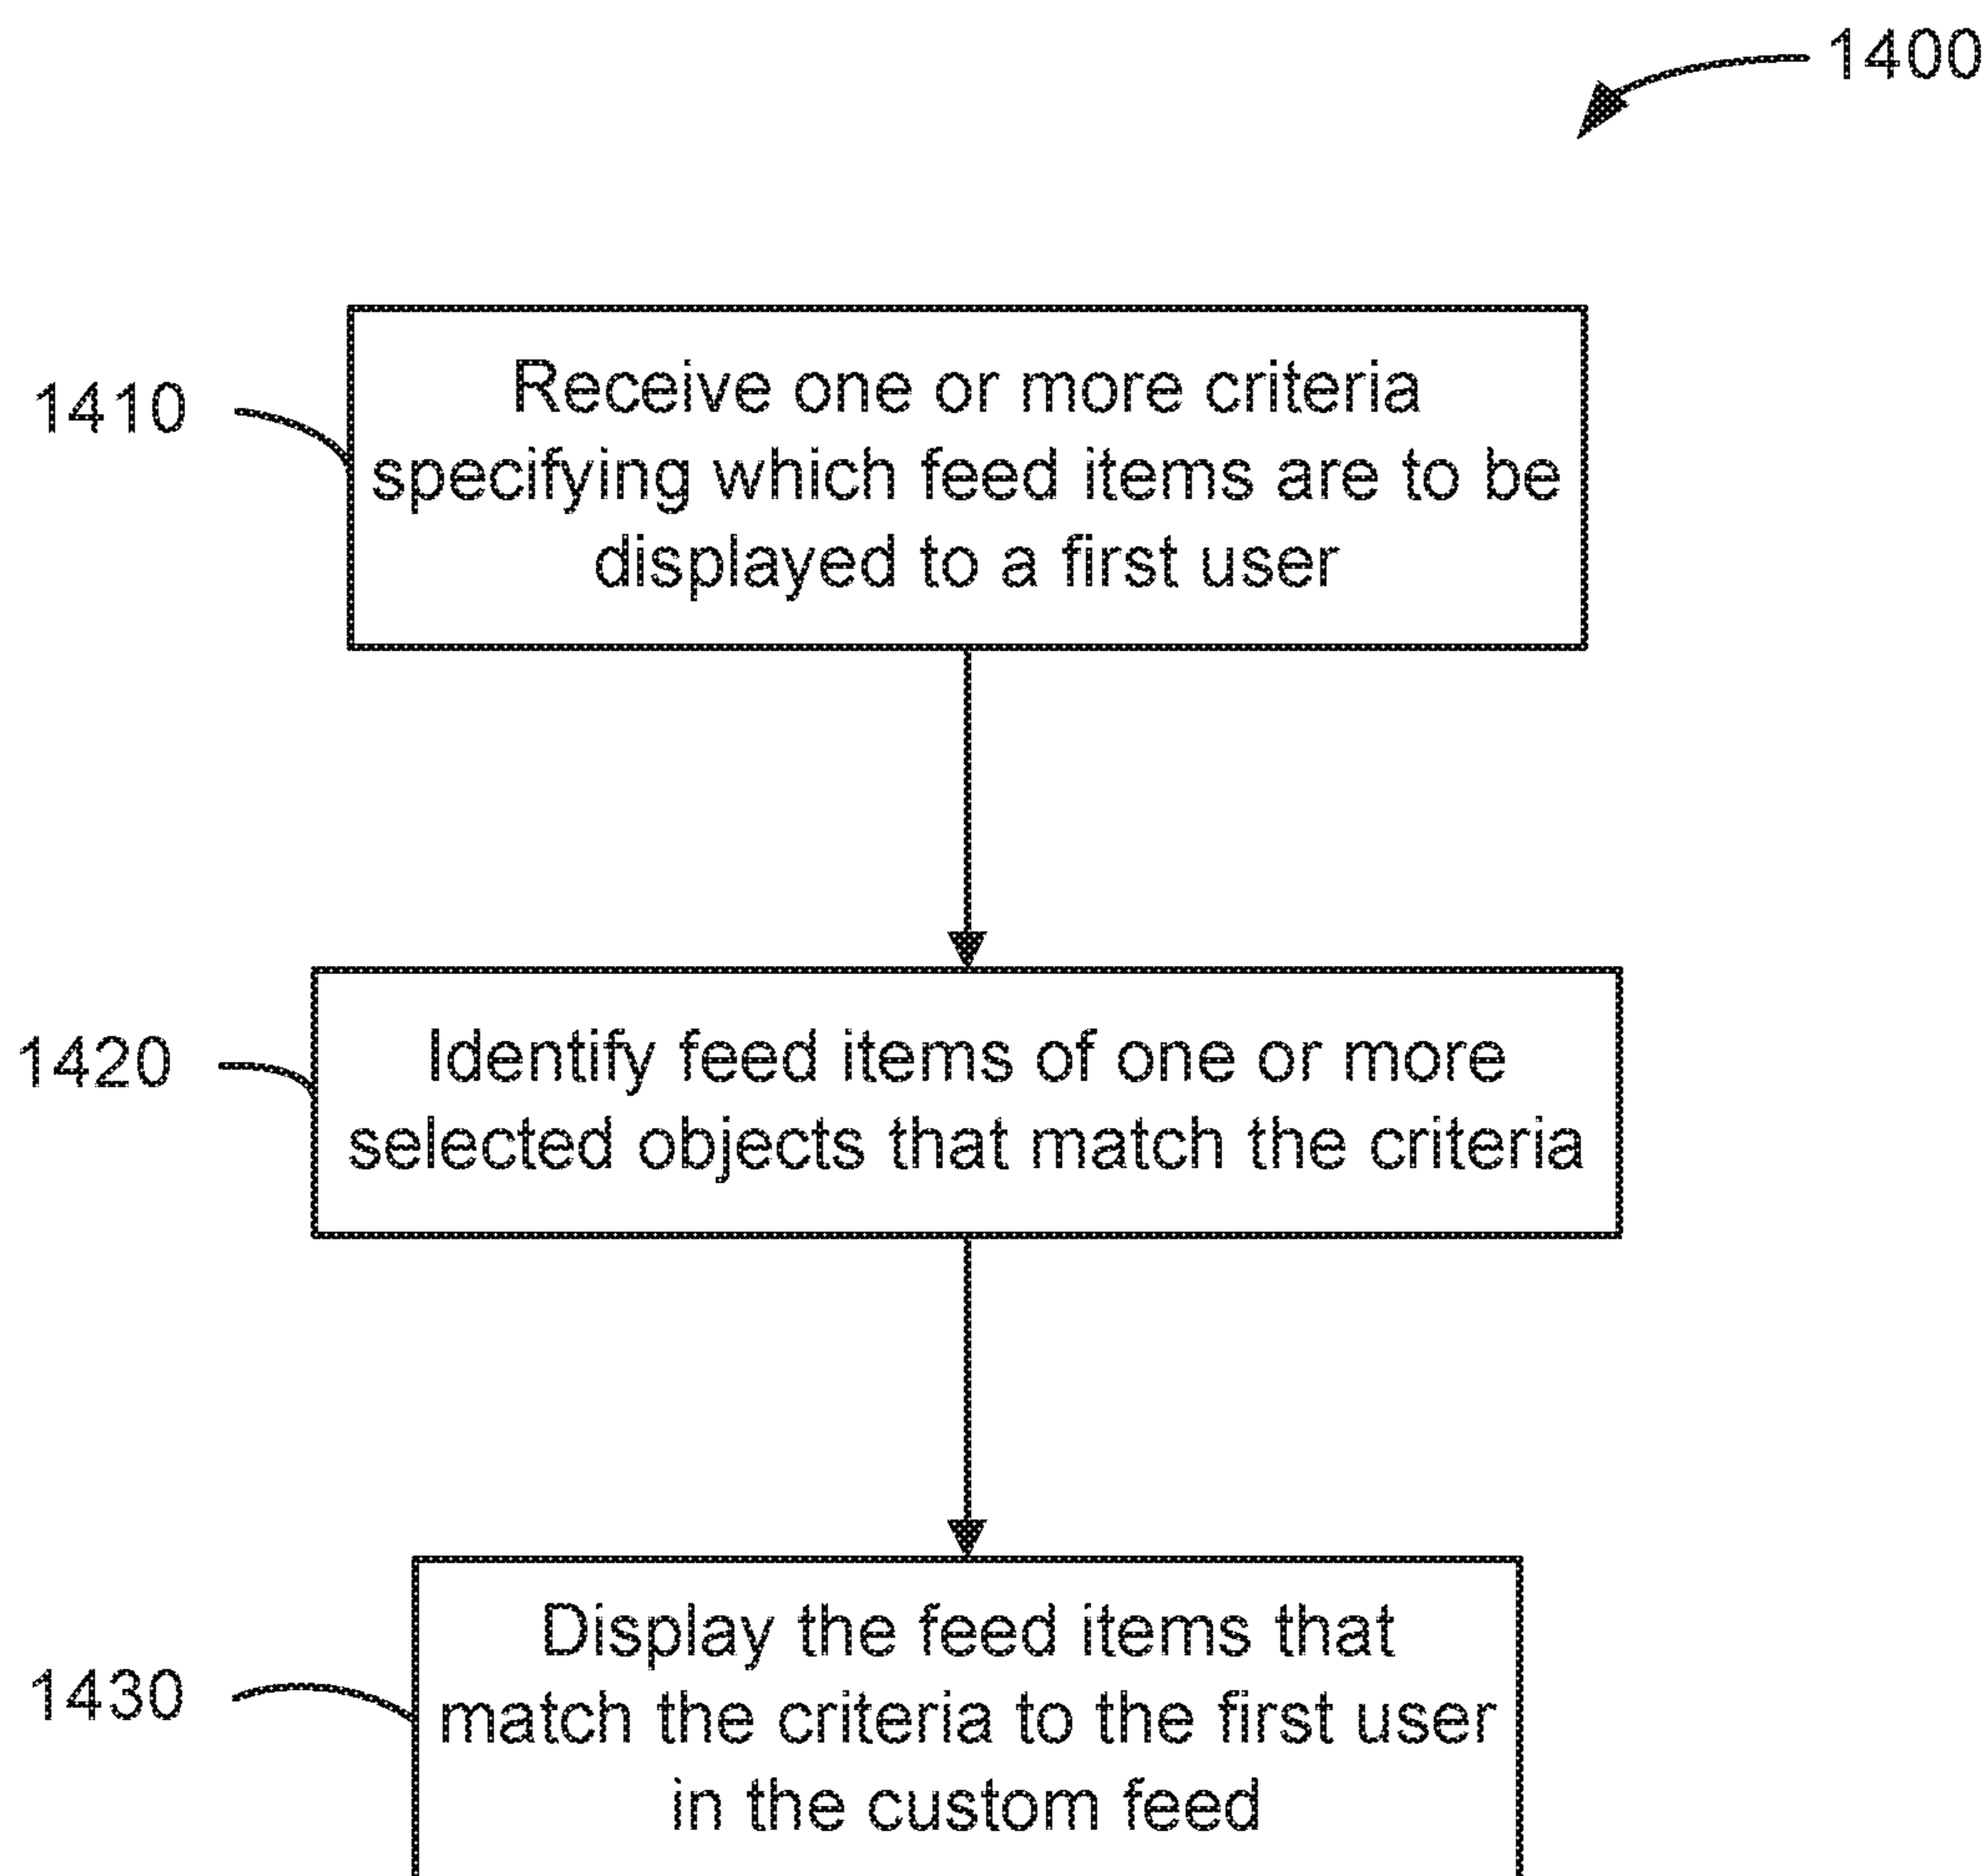 1400
1410
Receive one or more criteria
specifying which feed items are to be
displayed to a first user
1420
Identify feed items of one or more
selected objects that match the criteria
1430
Display the feed items that
match the criteria to the first user
in the custom feed